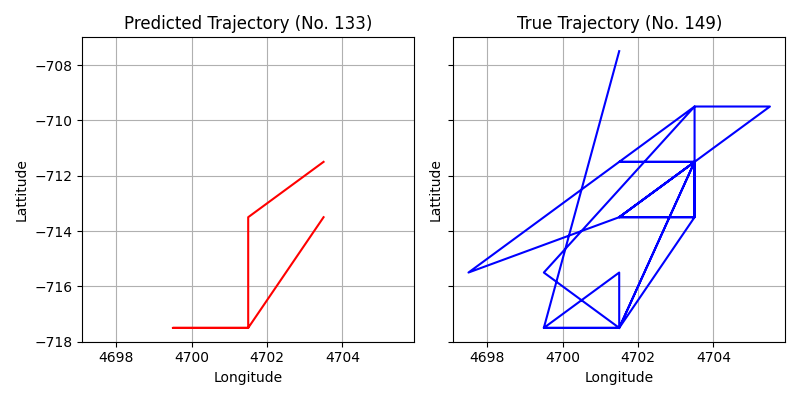 Predicted Trajectory (No. 133)
True Trajectory (No. 149)
Lattitude
−708
−710
−712
−714
−716
−718
4698
4700
4702
4704
Longitude
Lattitude
4698
4700
4702
4704
Longitude